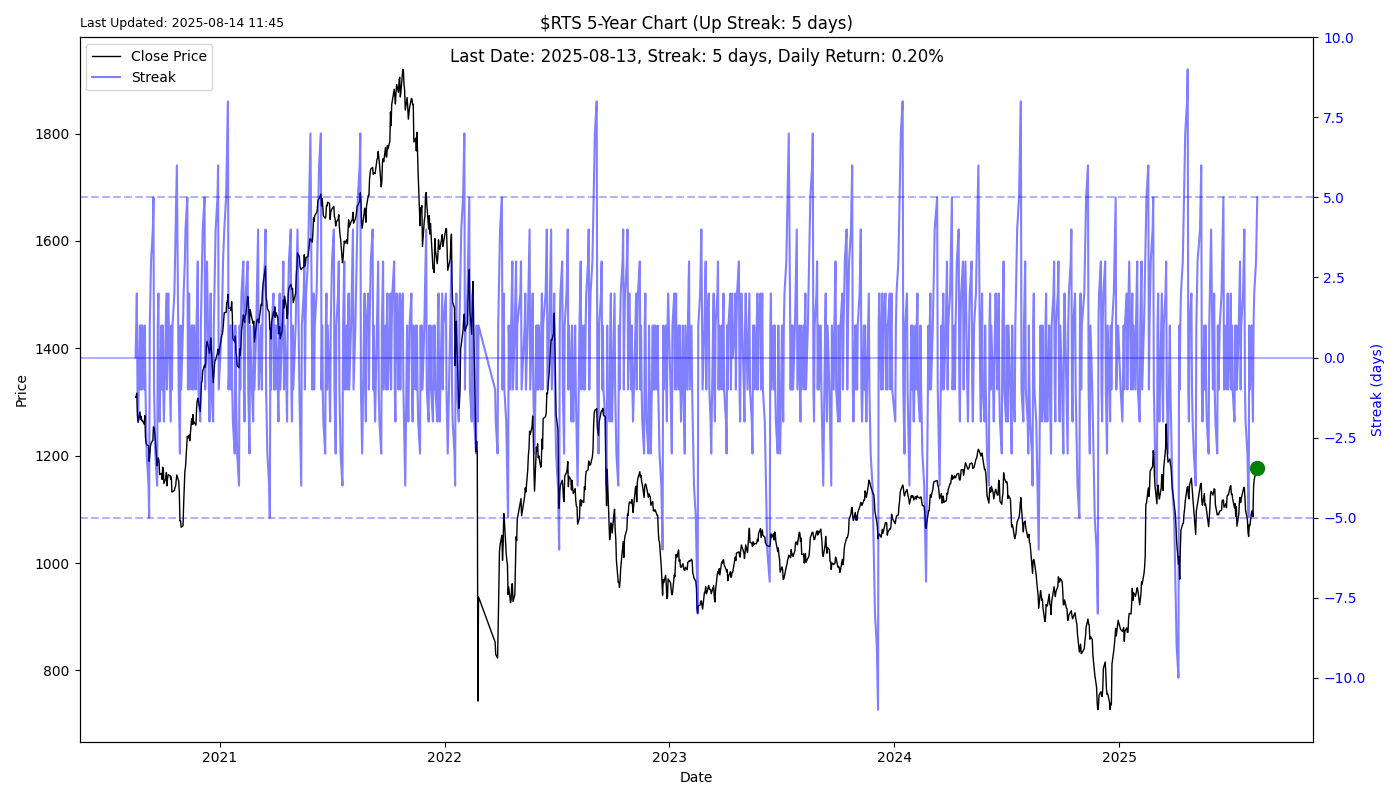 Last Updated: 2025-08-14 11:45
$RTS 5-Year Chart (Up Streak: 5 days)
Last Date: 2025-08-13, Streak: 5 days, Daily Return: 0.20%
Close Price
Streak
Price
1800
1600
1400
1200
1000
800
10.0
7.5
5.0
2.5
0.0
−2.5
−5.0
−7.5
−10.0
Streak (days)
2021
2022
2023
2024
2025
Date